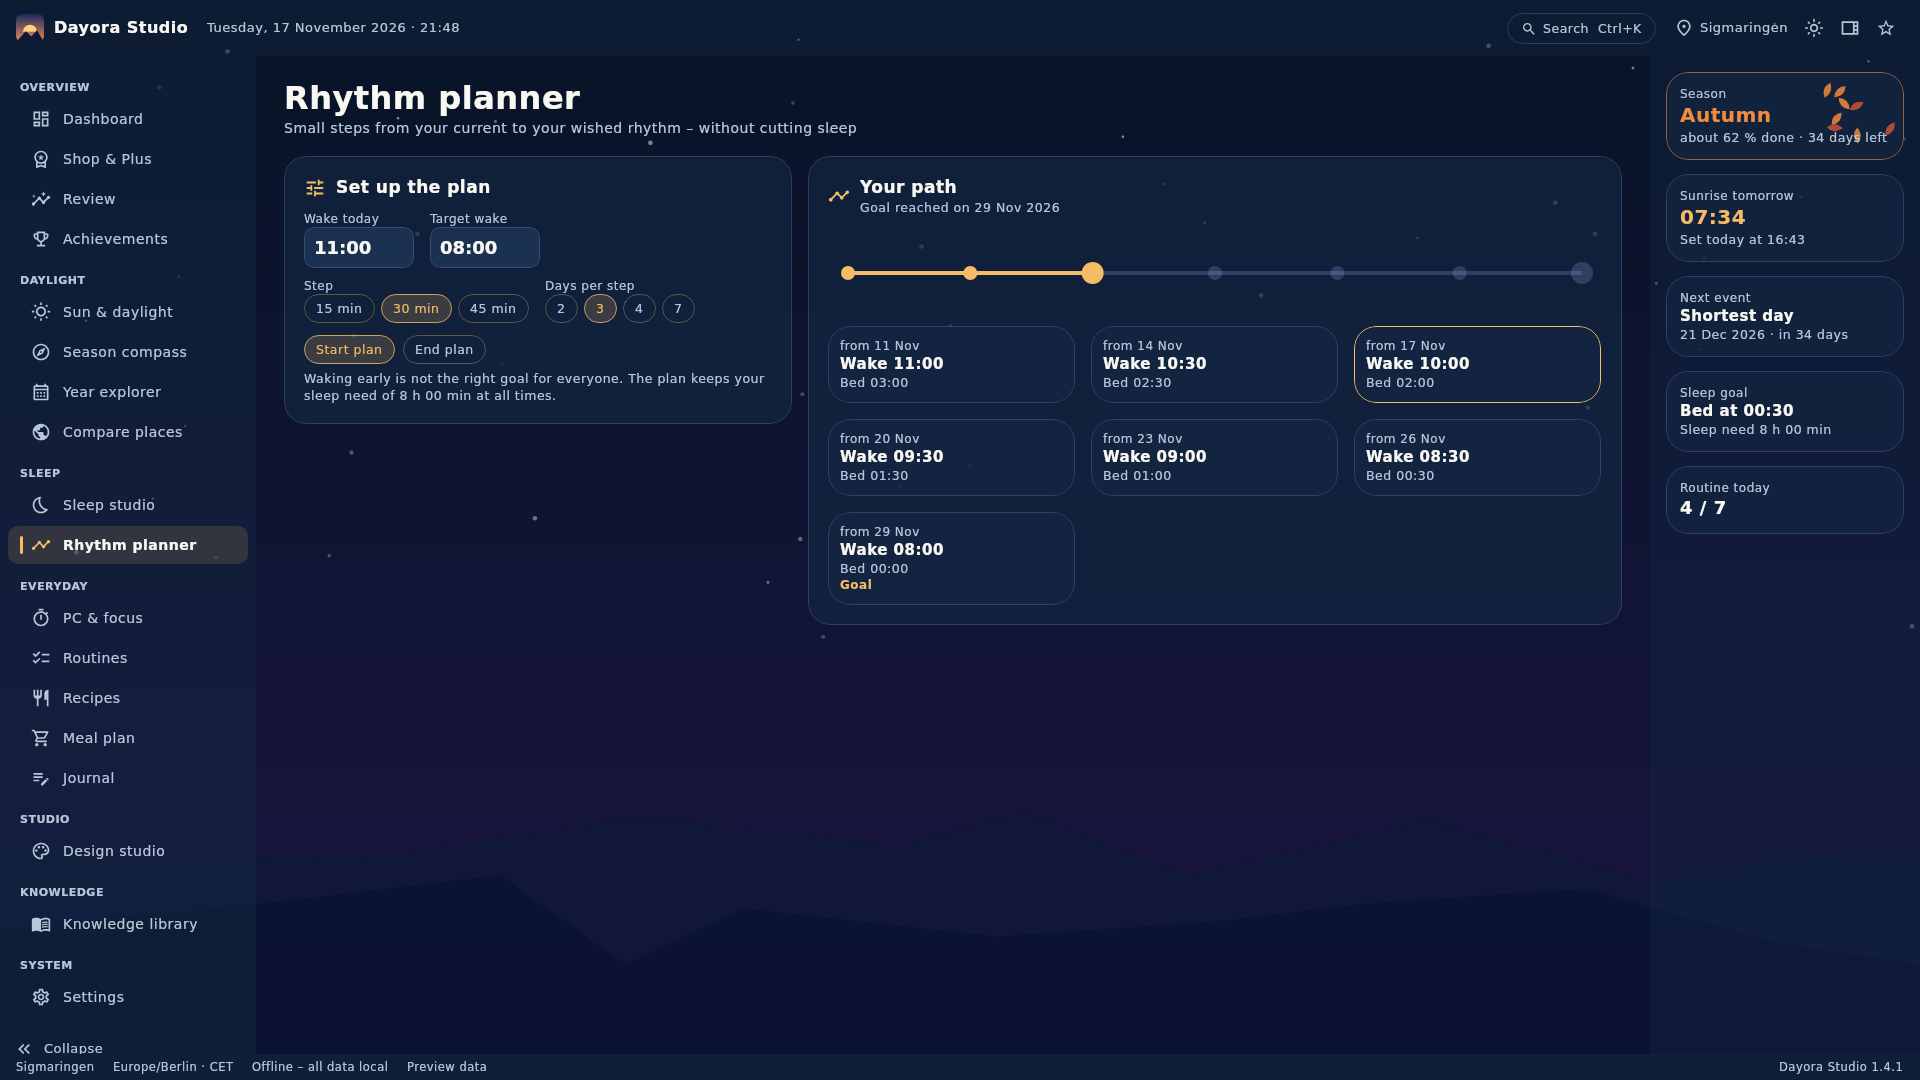 Dayora Studio
Tuesday, 17 November 2026 · 21:48
Search Ctrl+K
Sigmaringen
OVERVIEW
Dashboard
Shop & Plus
Review
Achievements
DAYLIGHT
Sun & daylight
Season compass
Year explorer
Compare places
SLEEP
Sleep studio
Rhythm planner
EVERYDAY
PC & focus
Routines
Recipes
Meal plan
Journal
STUDIO
Design studio
KNOWLEDGE
Knowledge library
SYSTEM
Settings
Collapse
Rhythm planner
Small steps from your current to your wished rhythm – without cutting sleep
Set up the plan
Wake today Target wake
11:00 08:00
Step Days per step
15 min 30 min 45 min 2 3 4 7
Start plan End plan
Waking early is not the right goal for everyone. The plan keeps your
sleep need of 8 h 00 min at all times.
Your path
Goal reached on 29 Nov 2026
from 11 Nov
Wake 11:00
Bed 03:00
from 14 Nov
Wake 10:30
Bed 02:30
from 17 Nov
Wake 10:00
Bed 02:00
from 20 Nov
Wake 09:30
Bed 01:30
from 23 Nov
Wake 09:00
Bed 01:00
from 26 Nov
Wake 08:30
Bed 00:30
from 29 Nov
Wake 08:00
Bed 00:00
Goal
Season
Autumn
about 62 % done · 34 days left
Sunrise tomorrow
07:34
Set today at 16:43
Next event
Shortest day
21 Dec 2026 · in 34 days
Sleep goal
Bed at 00:30
Sleep need 8 h 00 min
Routine today
4 / 7
Sigmaringen Europe/Berlin · CET Offline – all data local Preview data
Dayora Studio 1.4.1